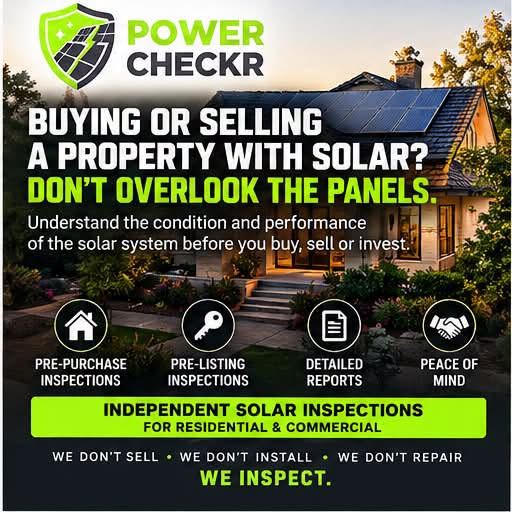 POWER
CHECKR
BUYING OR SELLING
A PROPERTY WITH SOLAR?
DON'T OVERLOOK THE PANELS.
Understand the condition and performance
of the solar system before you buy, sell or invest.
PRE-PURCHASE
INSPECTIONS
PRE-LISTING
INSPECTIONS
DETAILED
REPORTS
PEACE OF
MIND
INDEPENDENT SOLAR INSPECTIONS
FOR RESIDENTIAL & COMMERCIAL
WE DON'T SELL • WE DON'T INSTALL • WE DON'T REPAIR
WE INSPECT.